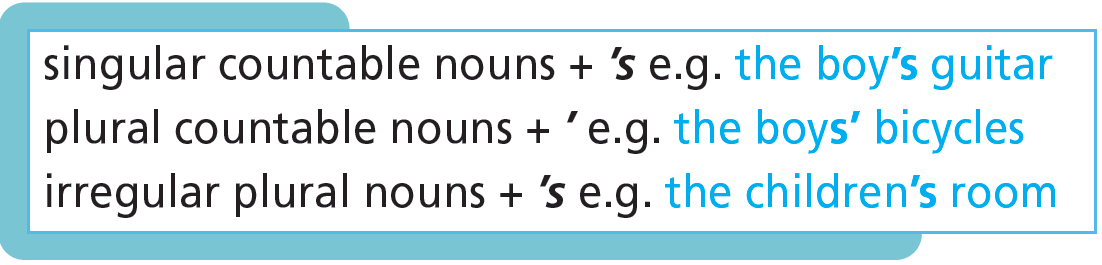 singular countable nouns + 's e.g. the boy's guitar
plural countable nouns + ' e.g. the boys' bicycles
irregular plural nouns + 's e.g. the children's room